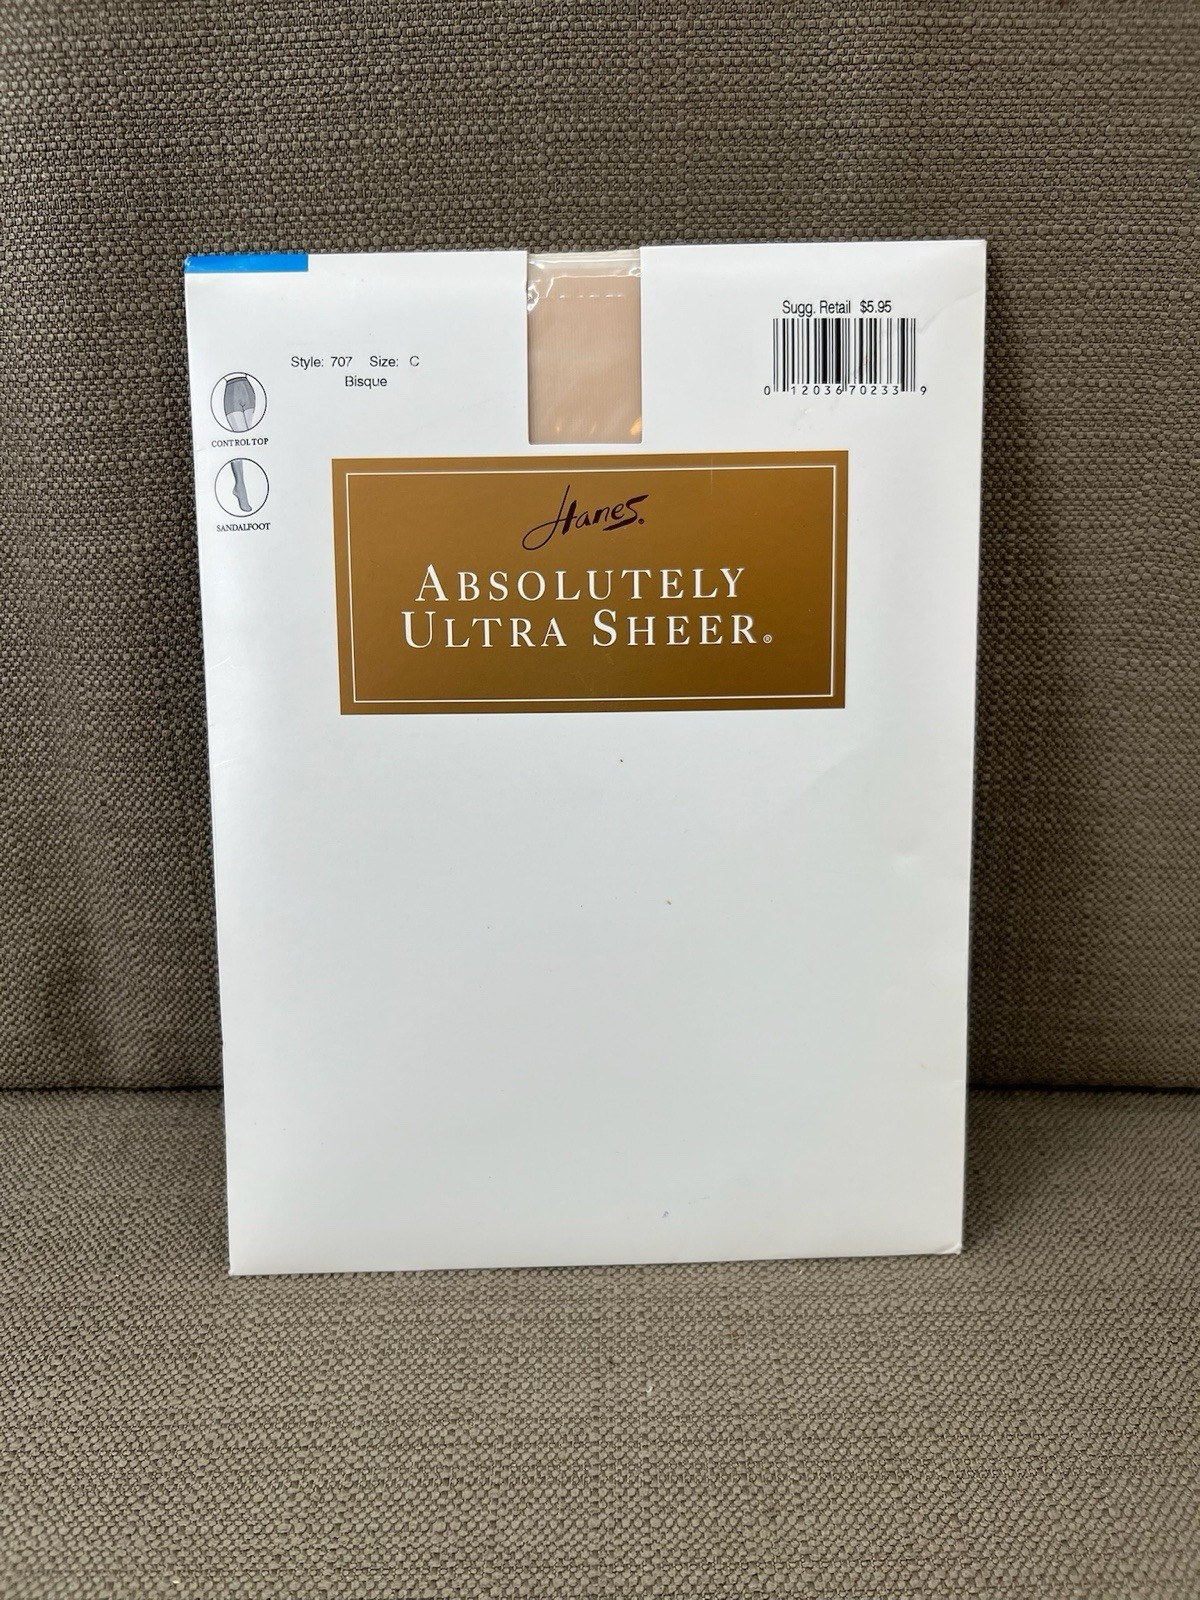 Sugg. Retail $5.95
0 12036 70233 9
Style: 707 Size: C
Bisque
CONTROL TOP
SANDALFOOT
Hanes.
ABSOLUTELY
ULTRA SHEER®